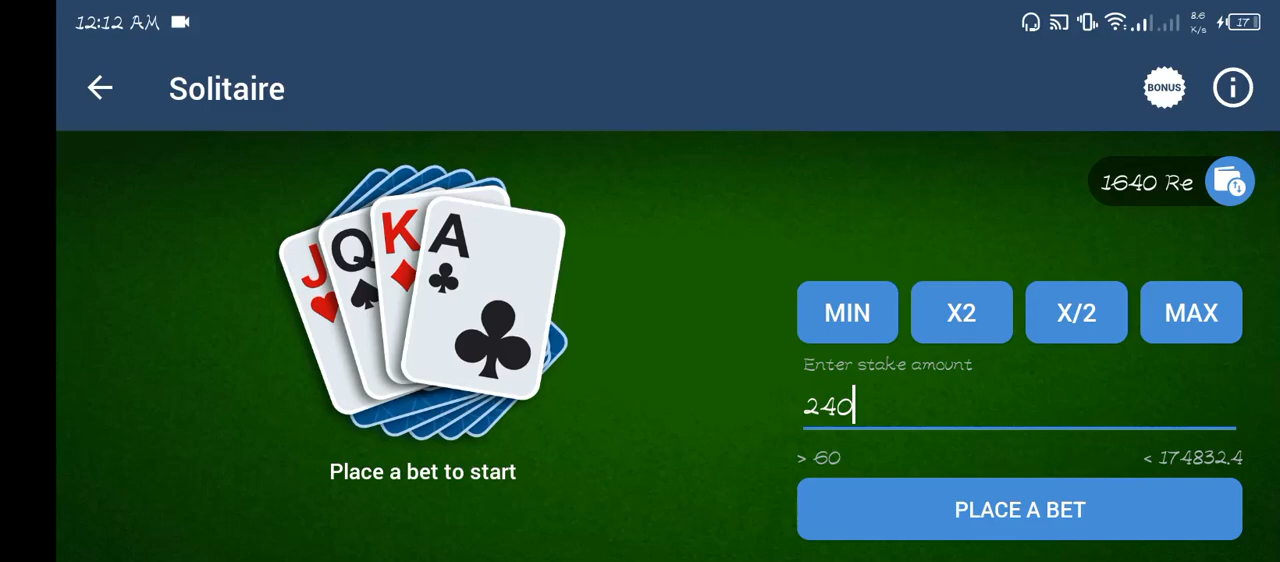 12:12 AM
8.6
K/s
17
Solitaire
BONUS
1640 Re
J Q K A
MIN X2 X/2 MAX
Enter stake amount
240
> 60 < 174832.4
Place a bet to start
PLACE A BET